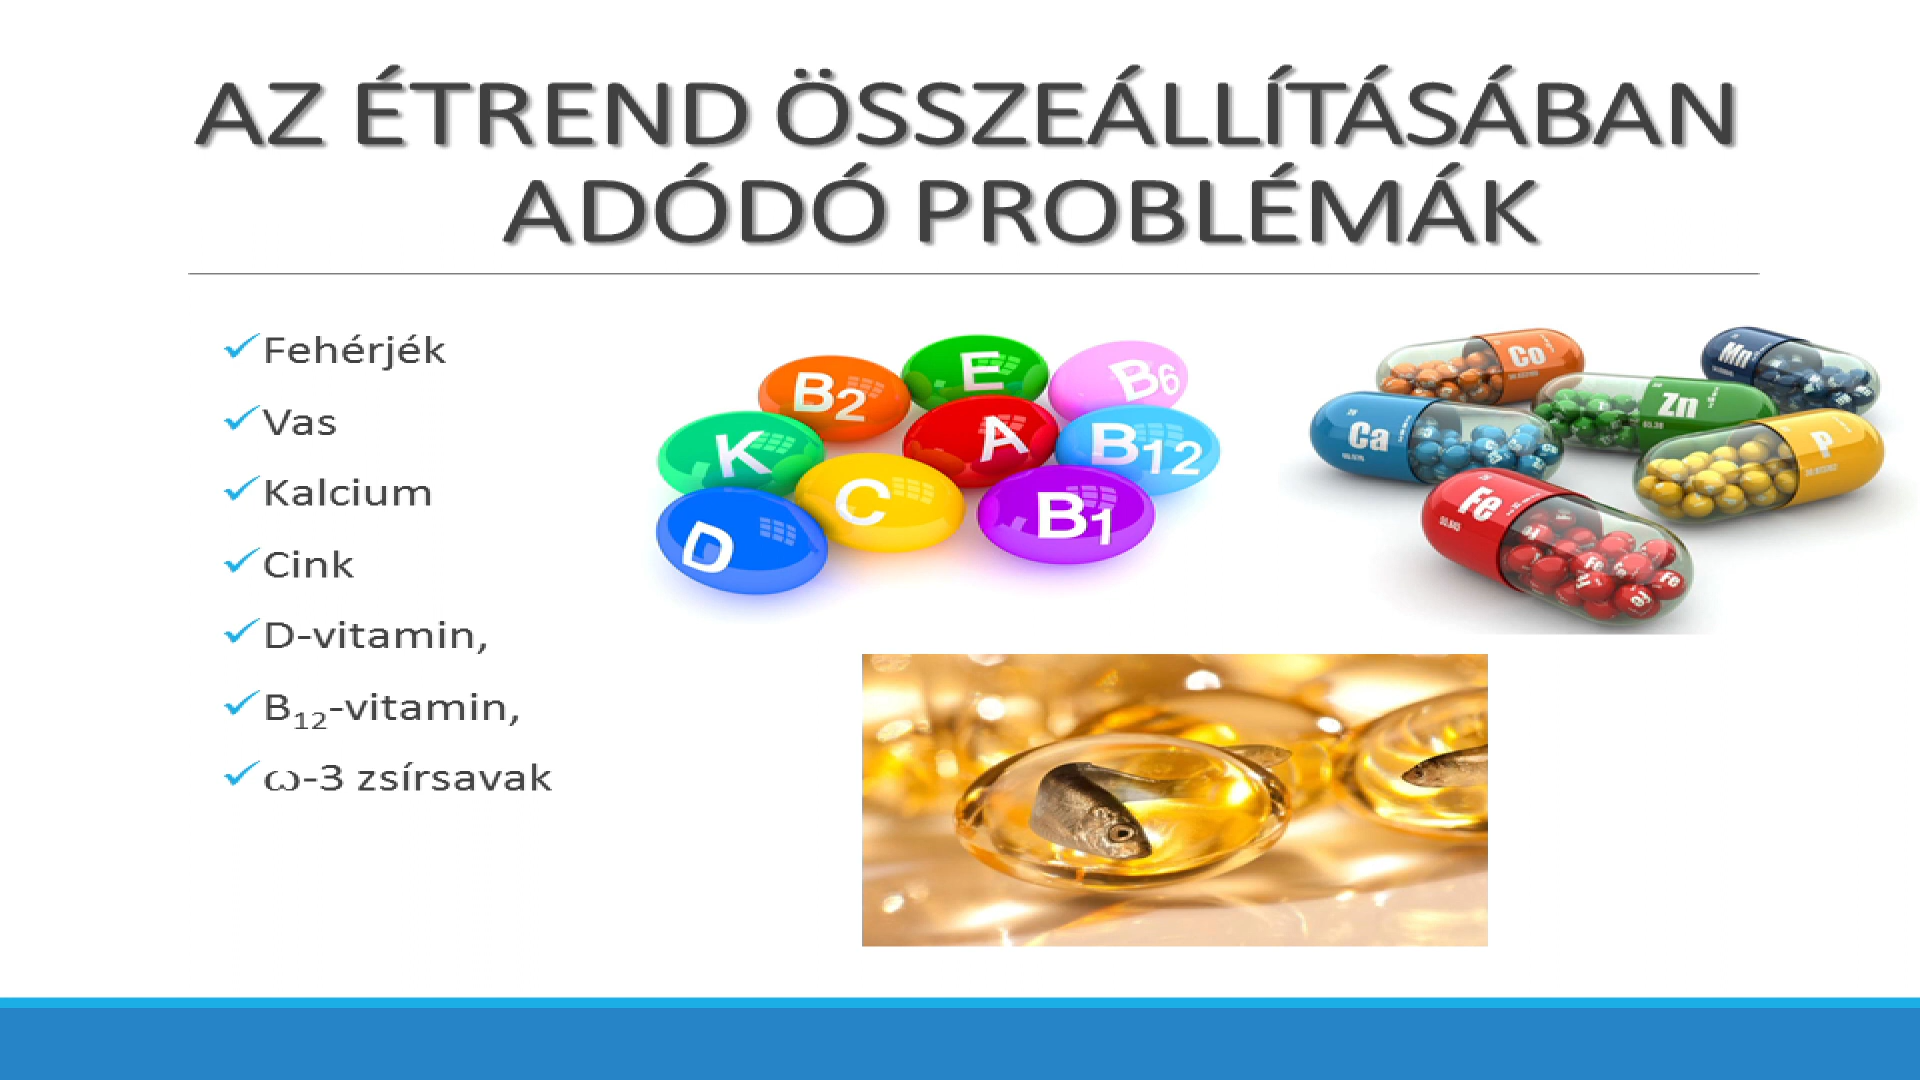 AZ ÉTREND ÖSSZEÁLLÍTÁSÁBAN
ADÓDÓ PROBLÉMÁK
✓Fehérjék
✓Vas
✓Kalcium
✓Cink
✓D-vitamin,
✓B₁₂-vitamin,
✓ω-3 zsírsavak
B2
E
B6
K
A
B12
D
C
B1
Co
Mn
Ca
Zn
P
Fe